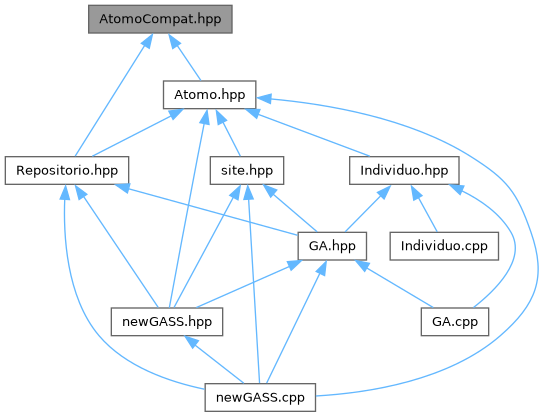 AtomoCompat.hpp
Atomo.hpp
Repositorio.hpp
site.hpp
Individuo.hpp
GA.hpp
Individuo.cpp
newGASS.hpp
GA.cpp
newGASS.cpp